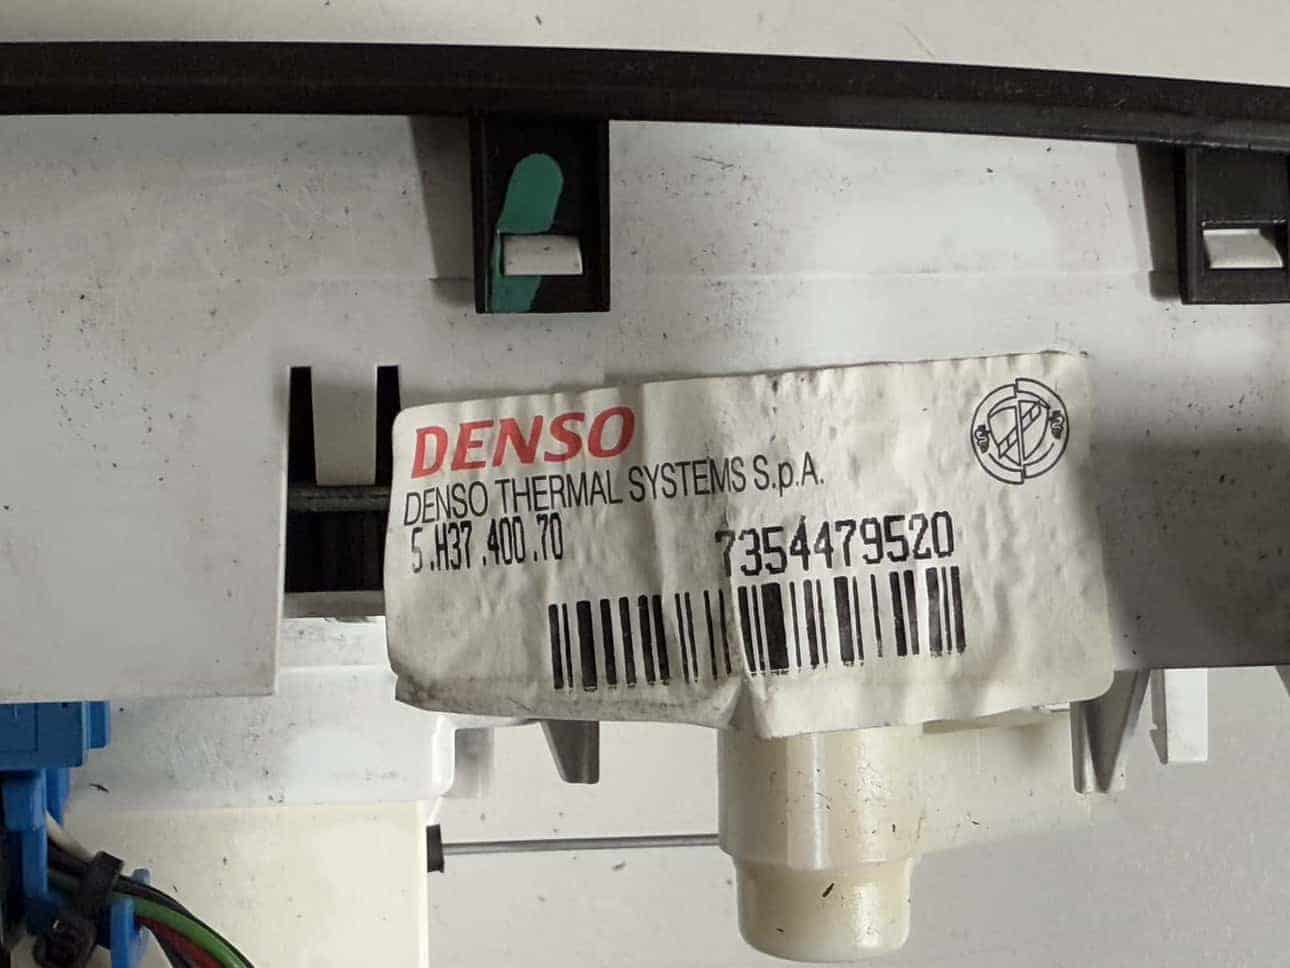 DENSO
DENSO THERMAL SYSTEMS S.p.A.
5.H37.400.70 7354479520